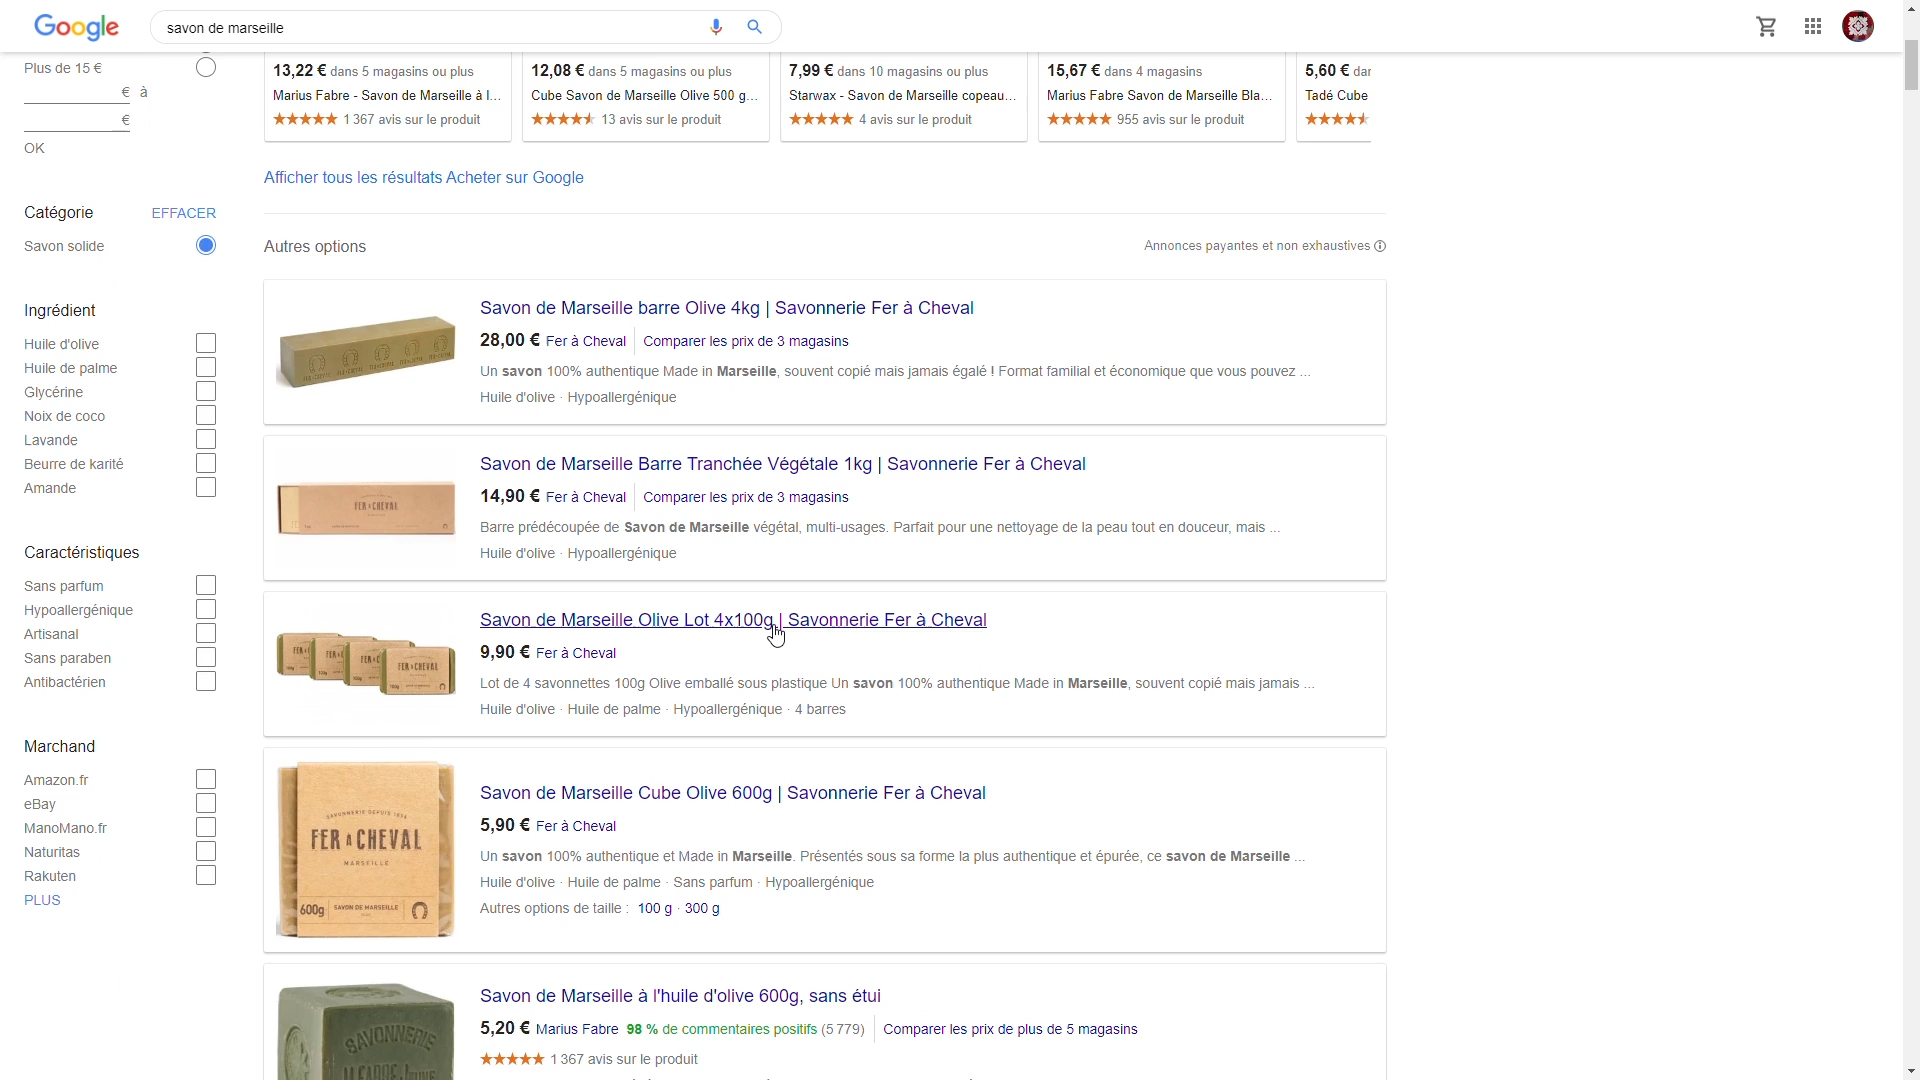 Google
savon de marseille
Plus de 15 €
€ à
€
OK
13,22 € dans 5 magasins ou plus
Marius Fabre - Savon de Marseille à l'...
1 367 avis sur le produit
12,08 € dans 5 magasins ou plus
Cube Savon de Marseille Olive 500 g...
13 avis sur le produit
7,99 € dans 10 magasins ou plus
Starwax - Savon de Marseille copeau...
4 avis sur le produit
15,67 € dans 4 magasins
Marius Fabre Savon de Marseille Bla...
955 avis sur le produit
5,60 € dan
Tadé Cube
Afficher tous les résultats Acheter sur Google
Catégorie EFFACER
Savon solide
Ingrédient
Huile d'olive
Huile de palme
Glycérine
Noix de coco
Lavande
Beurre de karité
Amande
Caractéristiques
Sans parfum
Hypoallergénique
Artisanal
Sans paraben
Antibactérien
Marchand
Amazon.fr
eBay
ManoMano.fr
Naturitas
Rakuten
PLUS
Autres options
Annonces payantes et non exhaustives
Savon de Marseille barre Olive 4kg | Savonnerie Fer à Cheval
28,00 € Fer à Cheval Comparer les prix de 3 magasins
Un savon 100% authentique Made in Marseille, souvent copié mais jamais égalé ! Format familial et économique que vous pouvez ...
Huile d'olive · Hypoallergénique
FER À CHEVAL
Savon de Marseille Barre Tranchée Végétale 1kg | Savonnerie Fer à Cheval
14,90 € Fer à Cheval Comparer les prix de 3 magasins
Barre prédécoupée de Savon de Marseille végétal, multi-usages. Parfait pour une nettoyage de la peau tout en douceur, mais ...
Huile d'olive · Hypoallergénique
FER À CHEVAL
Savon de Marseille Olive Lot 4x100g | Savonnerie Fer à Cheval
9,90 € Fer à Cheval
Lot de 4 savonnettes 100g Olive emballé sous plastique Un savon 100% authentique Made in Marseille, souvent copié mais jamais ...
Huile d'olive · Huile de palme · Hypoallergénique · 4 barres
SAVONNERIE DEPUIS 1856
FER À CHEVAL
MARSEILLE
600g SAVON DE MARSEILLE
Savon de Marseille Cube Olive 600g | Savonnerie Fer à Cheval
5,90 € Fer à Cheval
Un savon 100% authentique et Made in Marseille. Présentés sous sa forme la plus authentique et épurée, ce savon de Marseille ...
Huile d'olive · Huile de palme · Sans parfum · Hypoallergénique
Autres options de taille : 100 g · 300 g
SAVONNERIE
M.FABRE
Savon de Marseille à l'huile d'olive 600g, sans étui
5,20 € Marius Fabre 98 % de commentaires positifs (5 779) Comparer les prix de plus de 5 magasins
1 367 avis sur le produit